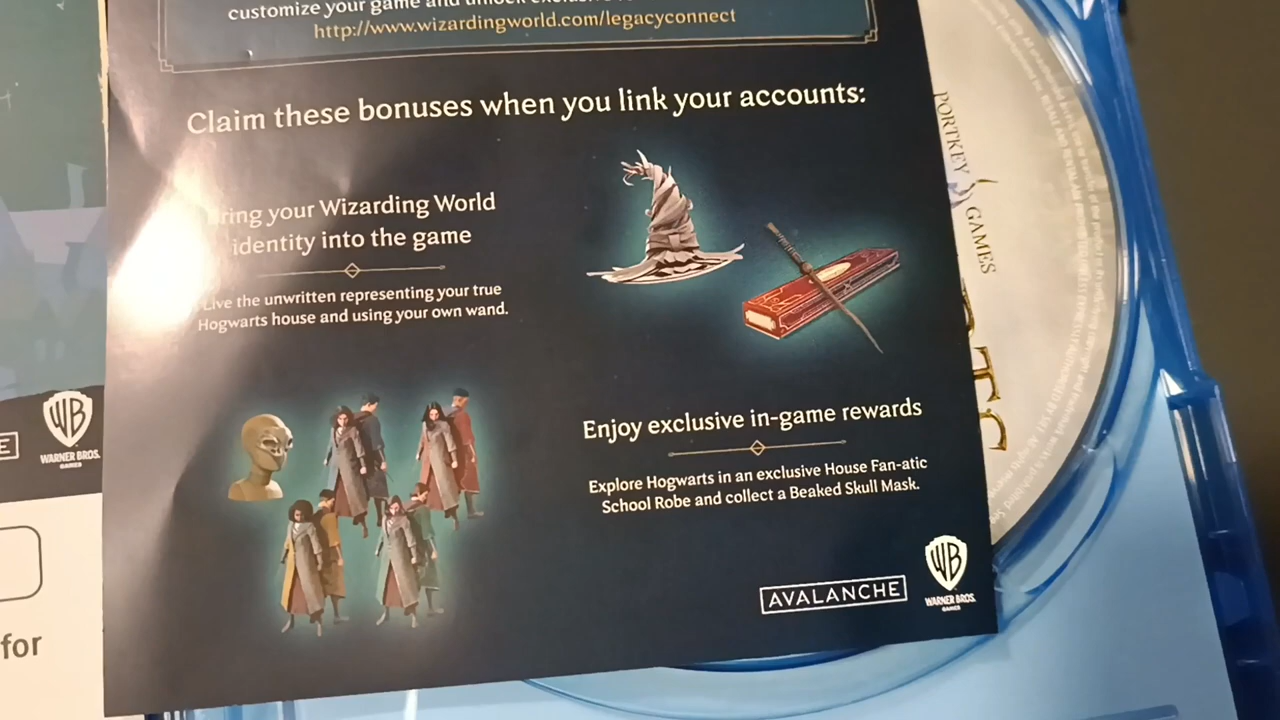 customize your game and unlock
http://www.wizardingworld.com/legacyconnect
Claim these bonuses when you link your accounts:
ring your Wizarding World
identity into the game
Live the unwritten representing your true
Hogwarts house and using your own wand.
Enjoy exclusive in-game rewards
Explore Hogwarts in an exclusive House Fan-atic
School Robe and collect a Beaked Skull Mask.
AVALANCHE
WB
WARNER BROS.
GAMES
PORTKEY GAMES
E
WB
WARNER BROS.
GAMES
for